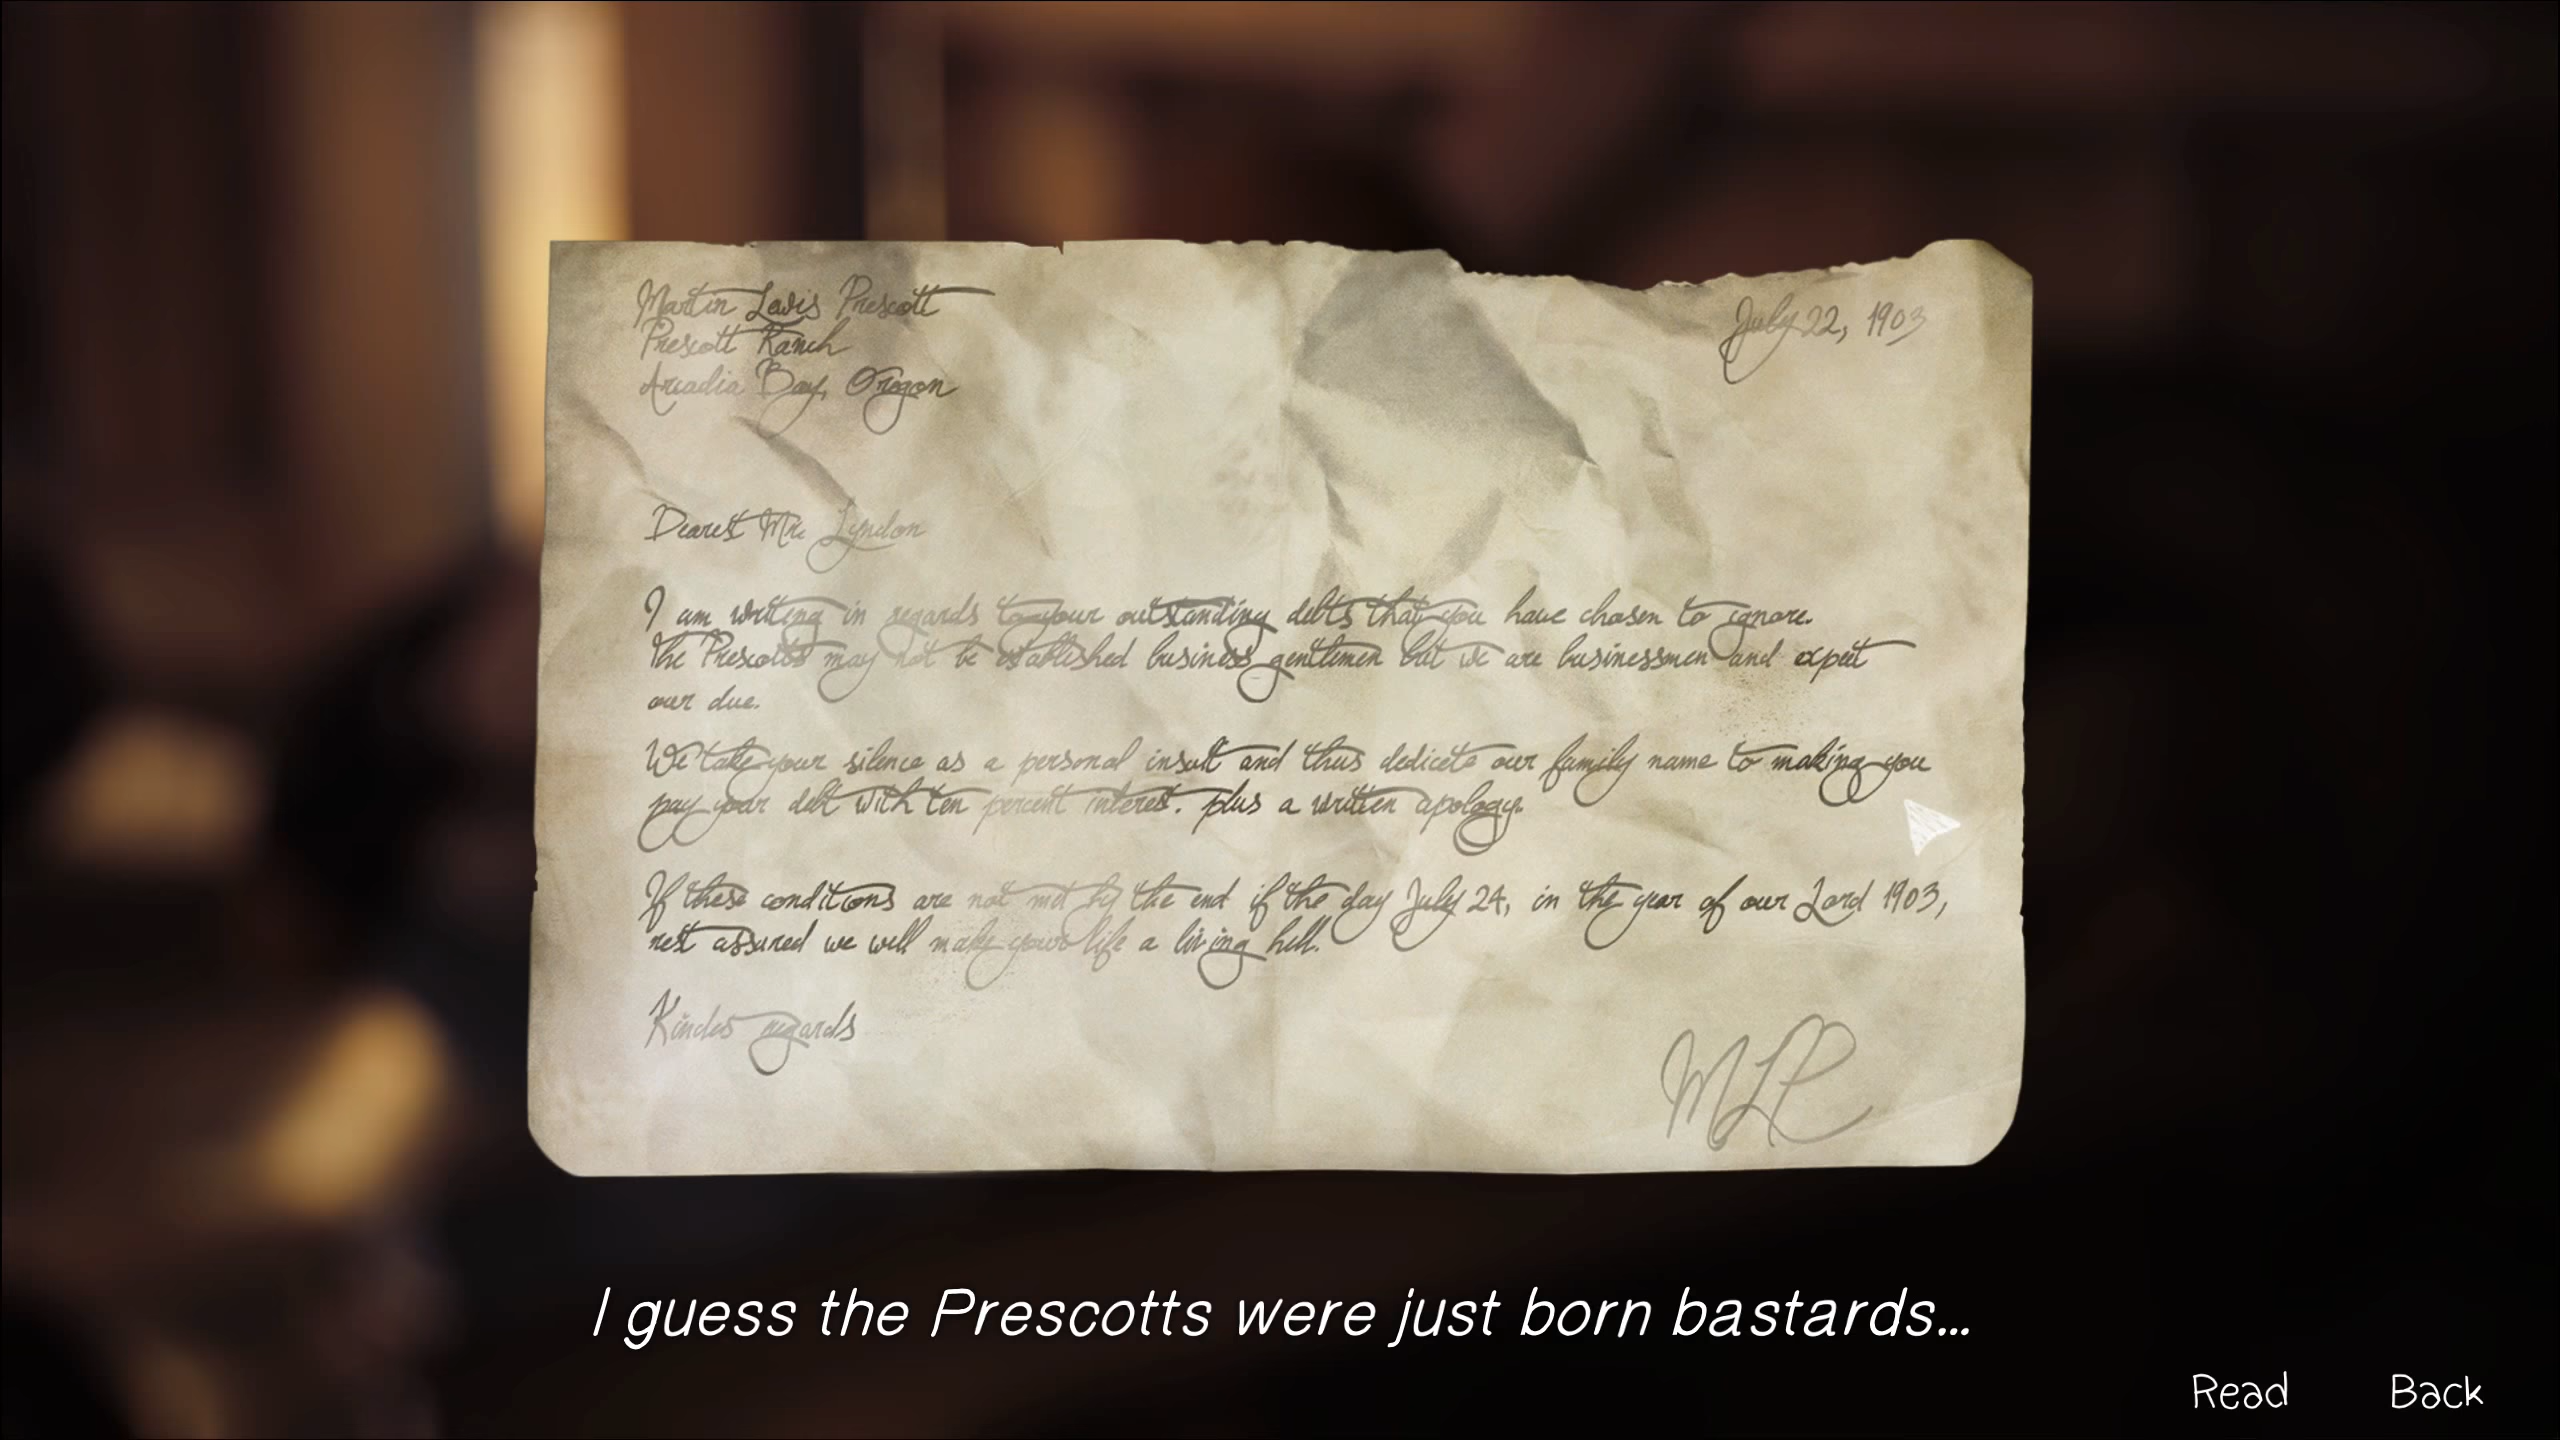 Martin Lewis Prescott
July 22, 1903
Prescott Ranch
Arcadia Bay, Oregon
Dearest Mr. Lyndon
I am writing in regards to your outstanding debts that you have chosen to ignore.
The Prescotts may not be established business gentlemen but we are businessmen and expect
our due.
We take your silence as a personal insult and thus dedicate our family name to making you
pay your debt with ten percent interest. plus a written apology.
If these conditions are not met by the end if the day July 24, in the year of our Lord 1903,
rest assured we will make your life a living hell.
Kindes regards
MLP
I guess the Prescotts were just born bastards...
Read Back